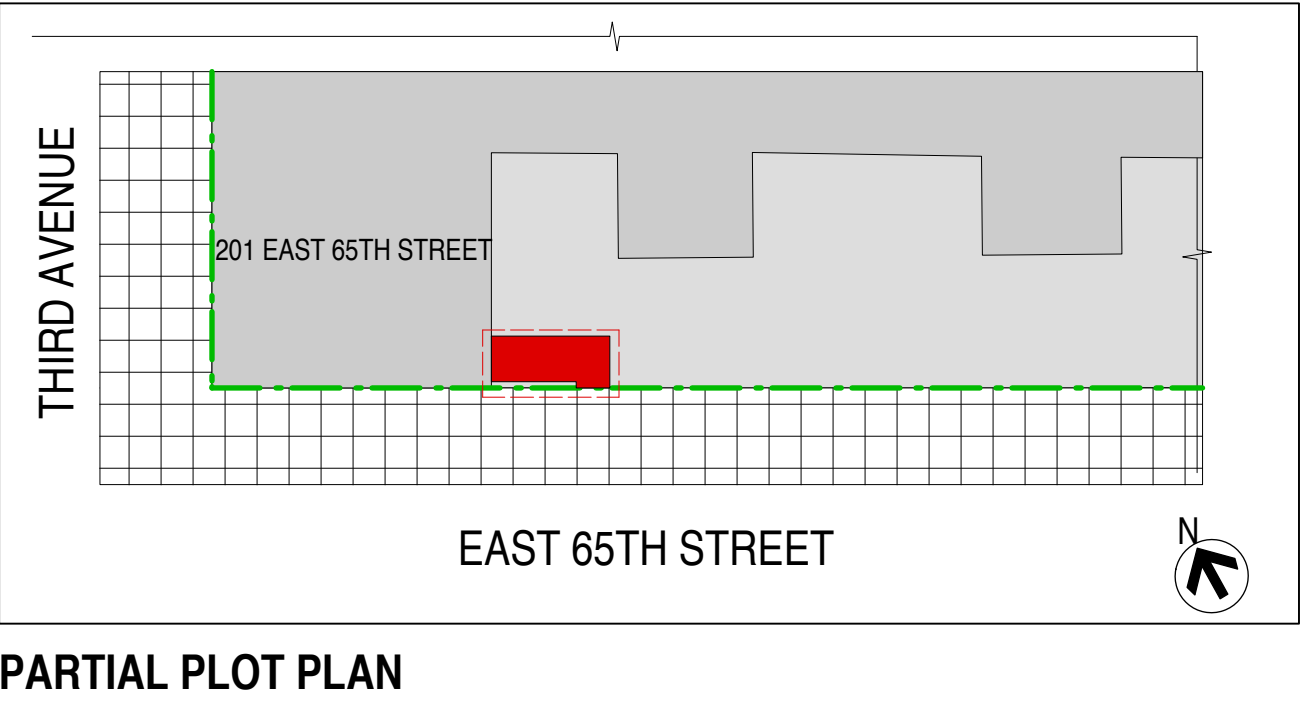 THIRD AVENUE
201 EAST 65TH STREET
EAST 65TH STREET
N
PARTIAL PLOT PLAN